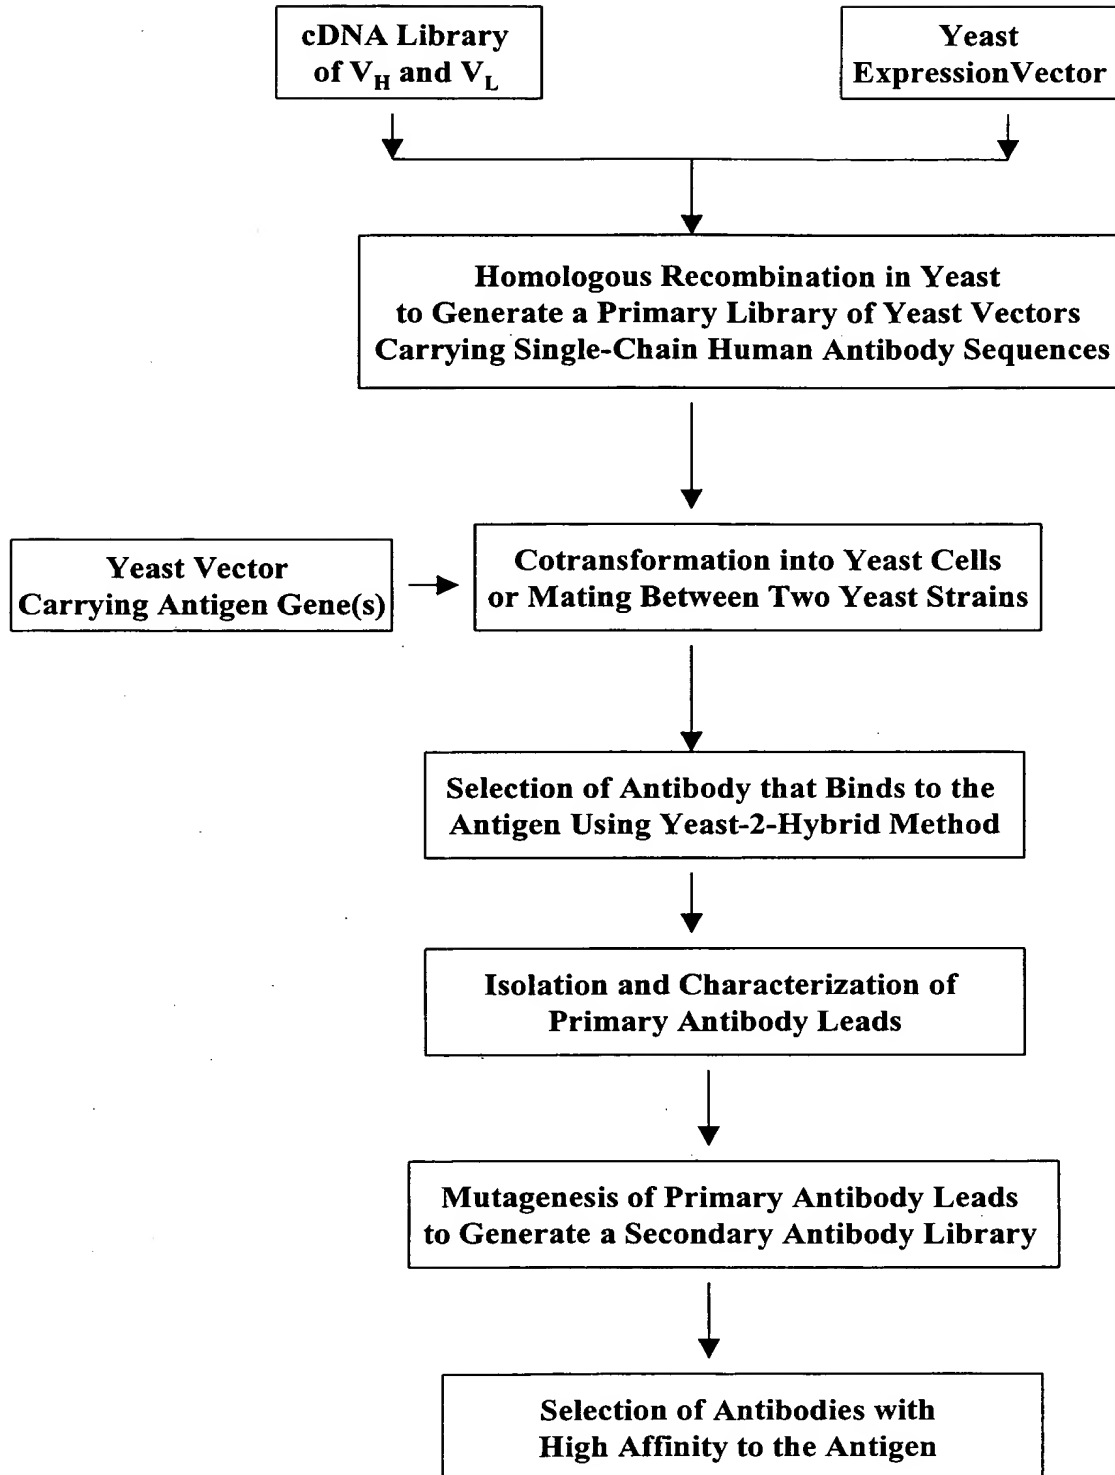 cDNA Library
of VH and VL
Yeast
ExpressionVector
Homologous Recombination in Yeast
to Generate a Primary Library of Yeast Vectors
Carrying Single-Chain Human Antibody Sequences
Yeast Vector
Carrying Antigen Gene(s)
Cotransformation into Yeast Cells
or Mating Between Two Yeast Strains
Selection of Antibody that Binds to the
Antigen Using Yeast-2-Hybrid Method
Isolation and Characterization of
Primary Antibody Leads
Mutagenesis of Primary Antibody Leads
to Generate a Secondary Antibody Library
Selection of Antibodies with
High Affinity to the Antigen